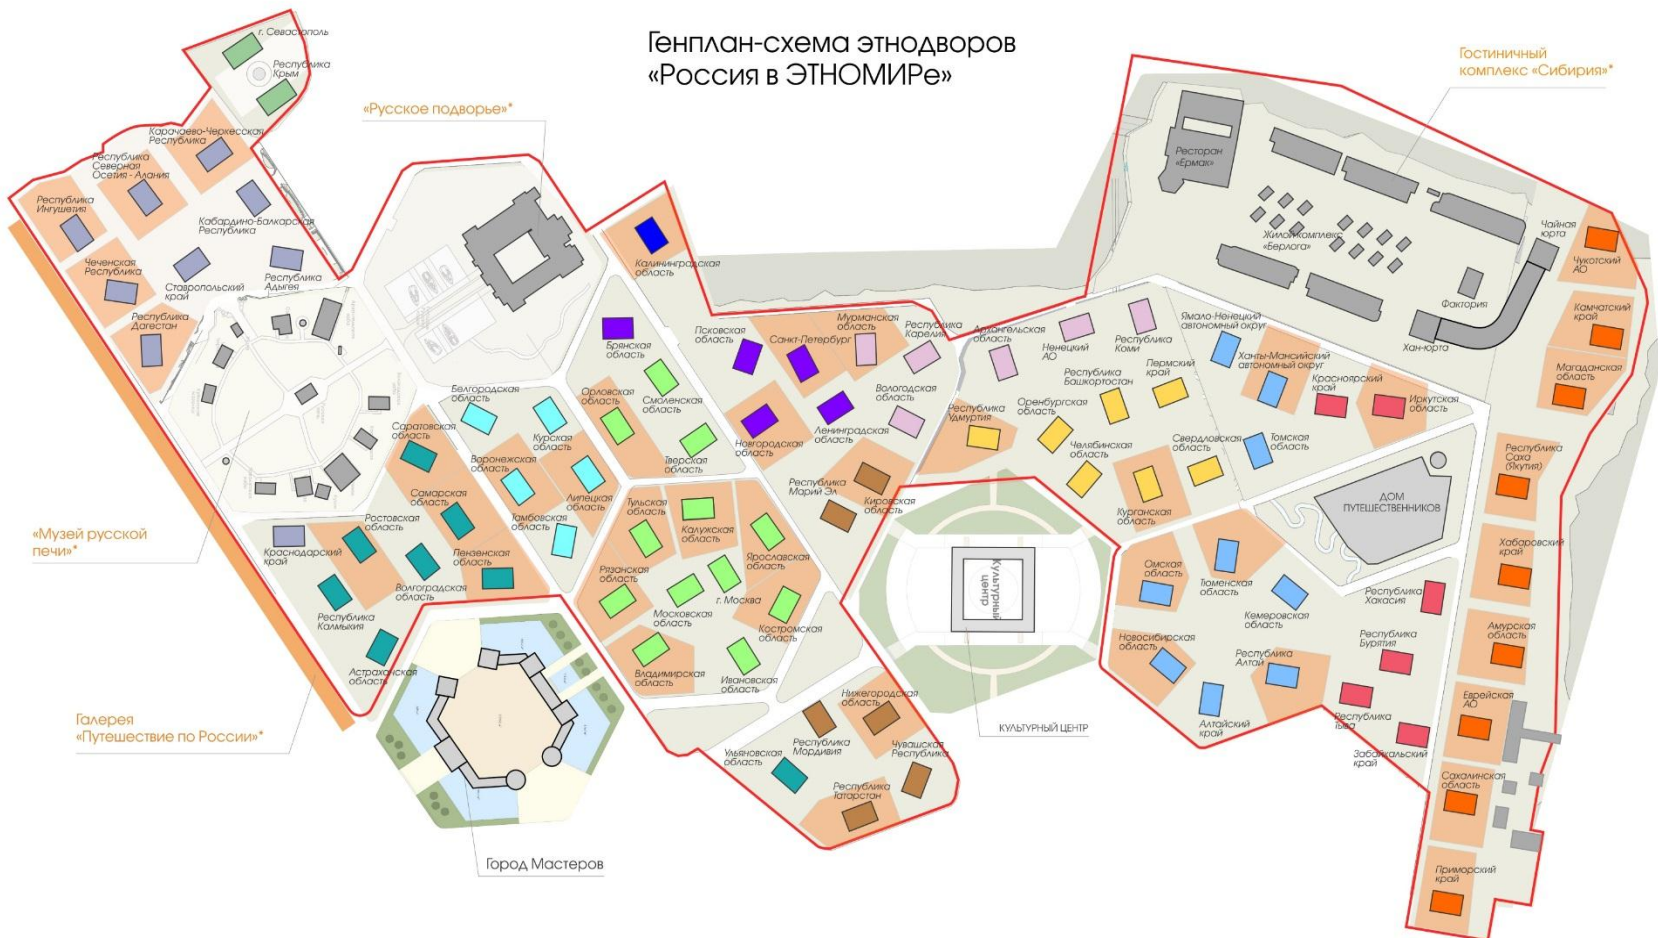 Генплан-схема этнодворов
«Россия в ЭТНОМИРе»
Гостиничный
комплекс «Сибирия»*
«Русское подворье»*
г. Севастополь
Республика
Крым
Карачаево-Черкесская
Республика
Республика
Северная
Осетия - Алания
Республика
Ингушетия
Кабардино-Балкарская
Республика
Чеченская
Республика
Ставропольский
край
Республика
Адыгея
Республика
Дагестан
Калининградская
область
Ресторан
«Ермак»
Жилой комплекс
«Берлога»
Чайная
юрта
Чукотский
АО
Фактория
Хан-юрта
Камчатский
край
Магаданская
область
Брянская
область
Псковская
область
Санкт-Петербург
Мурманская
область
Республика
Карелия
Архангельская
область
Ненецкий
АО
Республика
Коми
Ямало-Ненецкий
автономный округ
Ханты-Мансийский
автономный округ
Красноярский
край
Иркутская
область
Белгородская
область
Орловская
область
Смоленская
область
Вологодская
область
Республика
Башкортостан
Пермский
край
Саратовская
область
Курская
область
Тверская
область
Новгородская
область
Ленинградская
область
Республика
Удмуртия
Оренбургская
область
Челябинская
область
Свердловская
область
Томская
область
Воронежская
область
Липецкая
область
Республика
Марий Эл
Кировская
область
Курганская
область
Республика
Саха
(Якутия)
ДОМ
ПУТЕШЕСТВЕННИКОВ
Самарская
область
Ростовская
область
Тамбовская
область
Тульская
область
Калужская
область
Ярославская
область
«Музей русской
печи»*
Краснодарский
край
Пензенская
область
Волгоградская
область
Рязанская
область
г. Москва
Московская
область
Костромская
область
Культурный
центр
Омская
область
Тюменская
область
Кемеровская
область
Республика
Хакасия
Хабаровский
край
Республика
Калмыкия
Астраханская
область
Владимирская
область
Ивановская
область
Новосибирская
область
Республика
Алтай
Республика
Бурятия
Амурская
область
Галерея
«Путешествие по России»*
Нижегородская
область
КУЛЬТУРНЫЙ ЦЕНТР
Алтайский
край
Республика
Тыва
Забайкальский
край
Еврейская
АО
Ульяновская
область
Республика
Мордивия
Чувашская
Республика
Республика
Татарстан
Сахалинская
область
Город Мастеров
Приморский
край